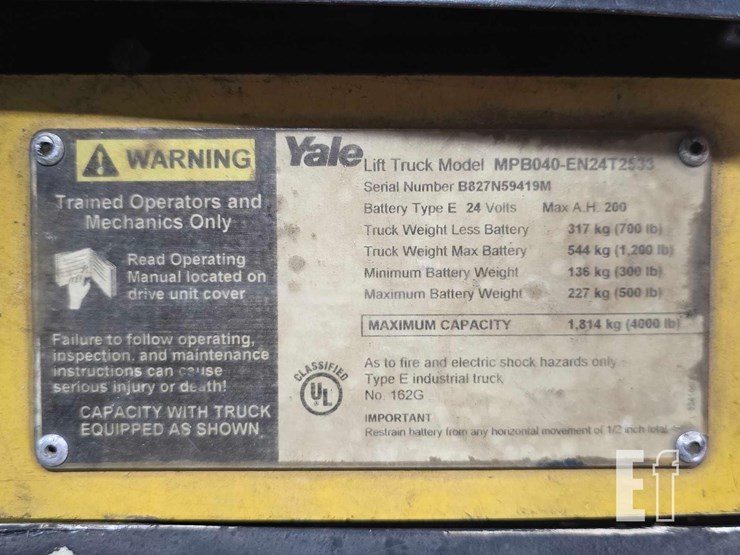 WARNING
Trained Operators and
Mechanics Only
Read Operating
Manual located on
drive unit cover
Failure to follow operating,
inspection, and maintenance
instructions can cause
serious injury or death!
CAPACITY WITH TRUCK
EQUIPPED AS SHOWN
Yale Lift Truck Model MPB040-EN24T2533
Serial Number B827N59419M
Battery Type E 24 Volts Max A.H. 200
Truck Weight Less Battery 317 kg (700 lb)
Truck Weight Max Battery 544 kg (1,200 lb)
Minimum Battery Weight 136 kg (300 lb)
Maximum Battery Weight 227 kg (500 lb)
MAXIMUM CAPACITY 1,814 kg (4000 lb)
CLASSIFIED
UL
As to fire and electric shock hazards only
Type E industrial truck
No. 162G
IMPORTANT
Restrain battery from any horizontal movement of 1/2 inch total
Ef